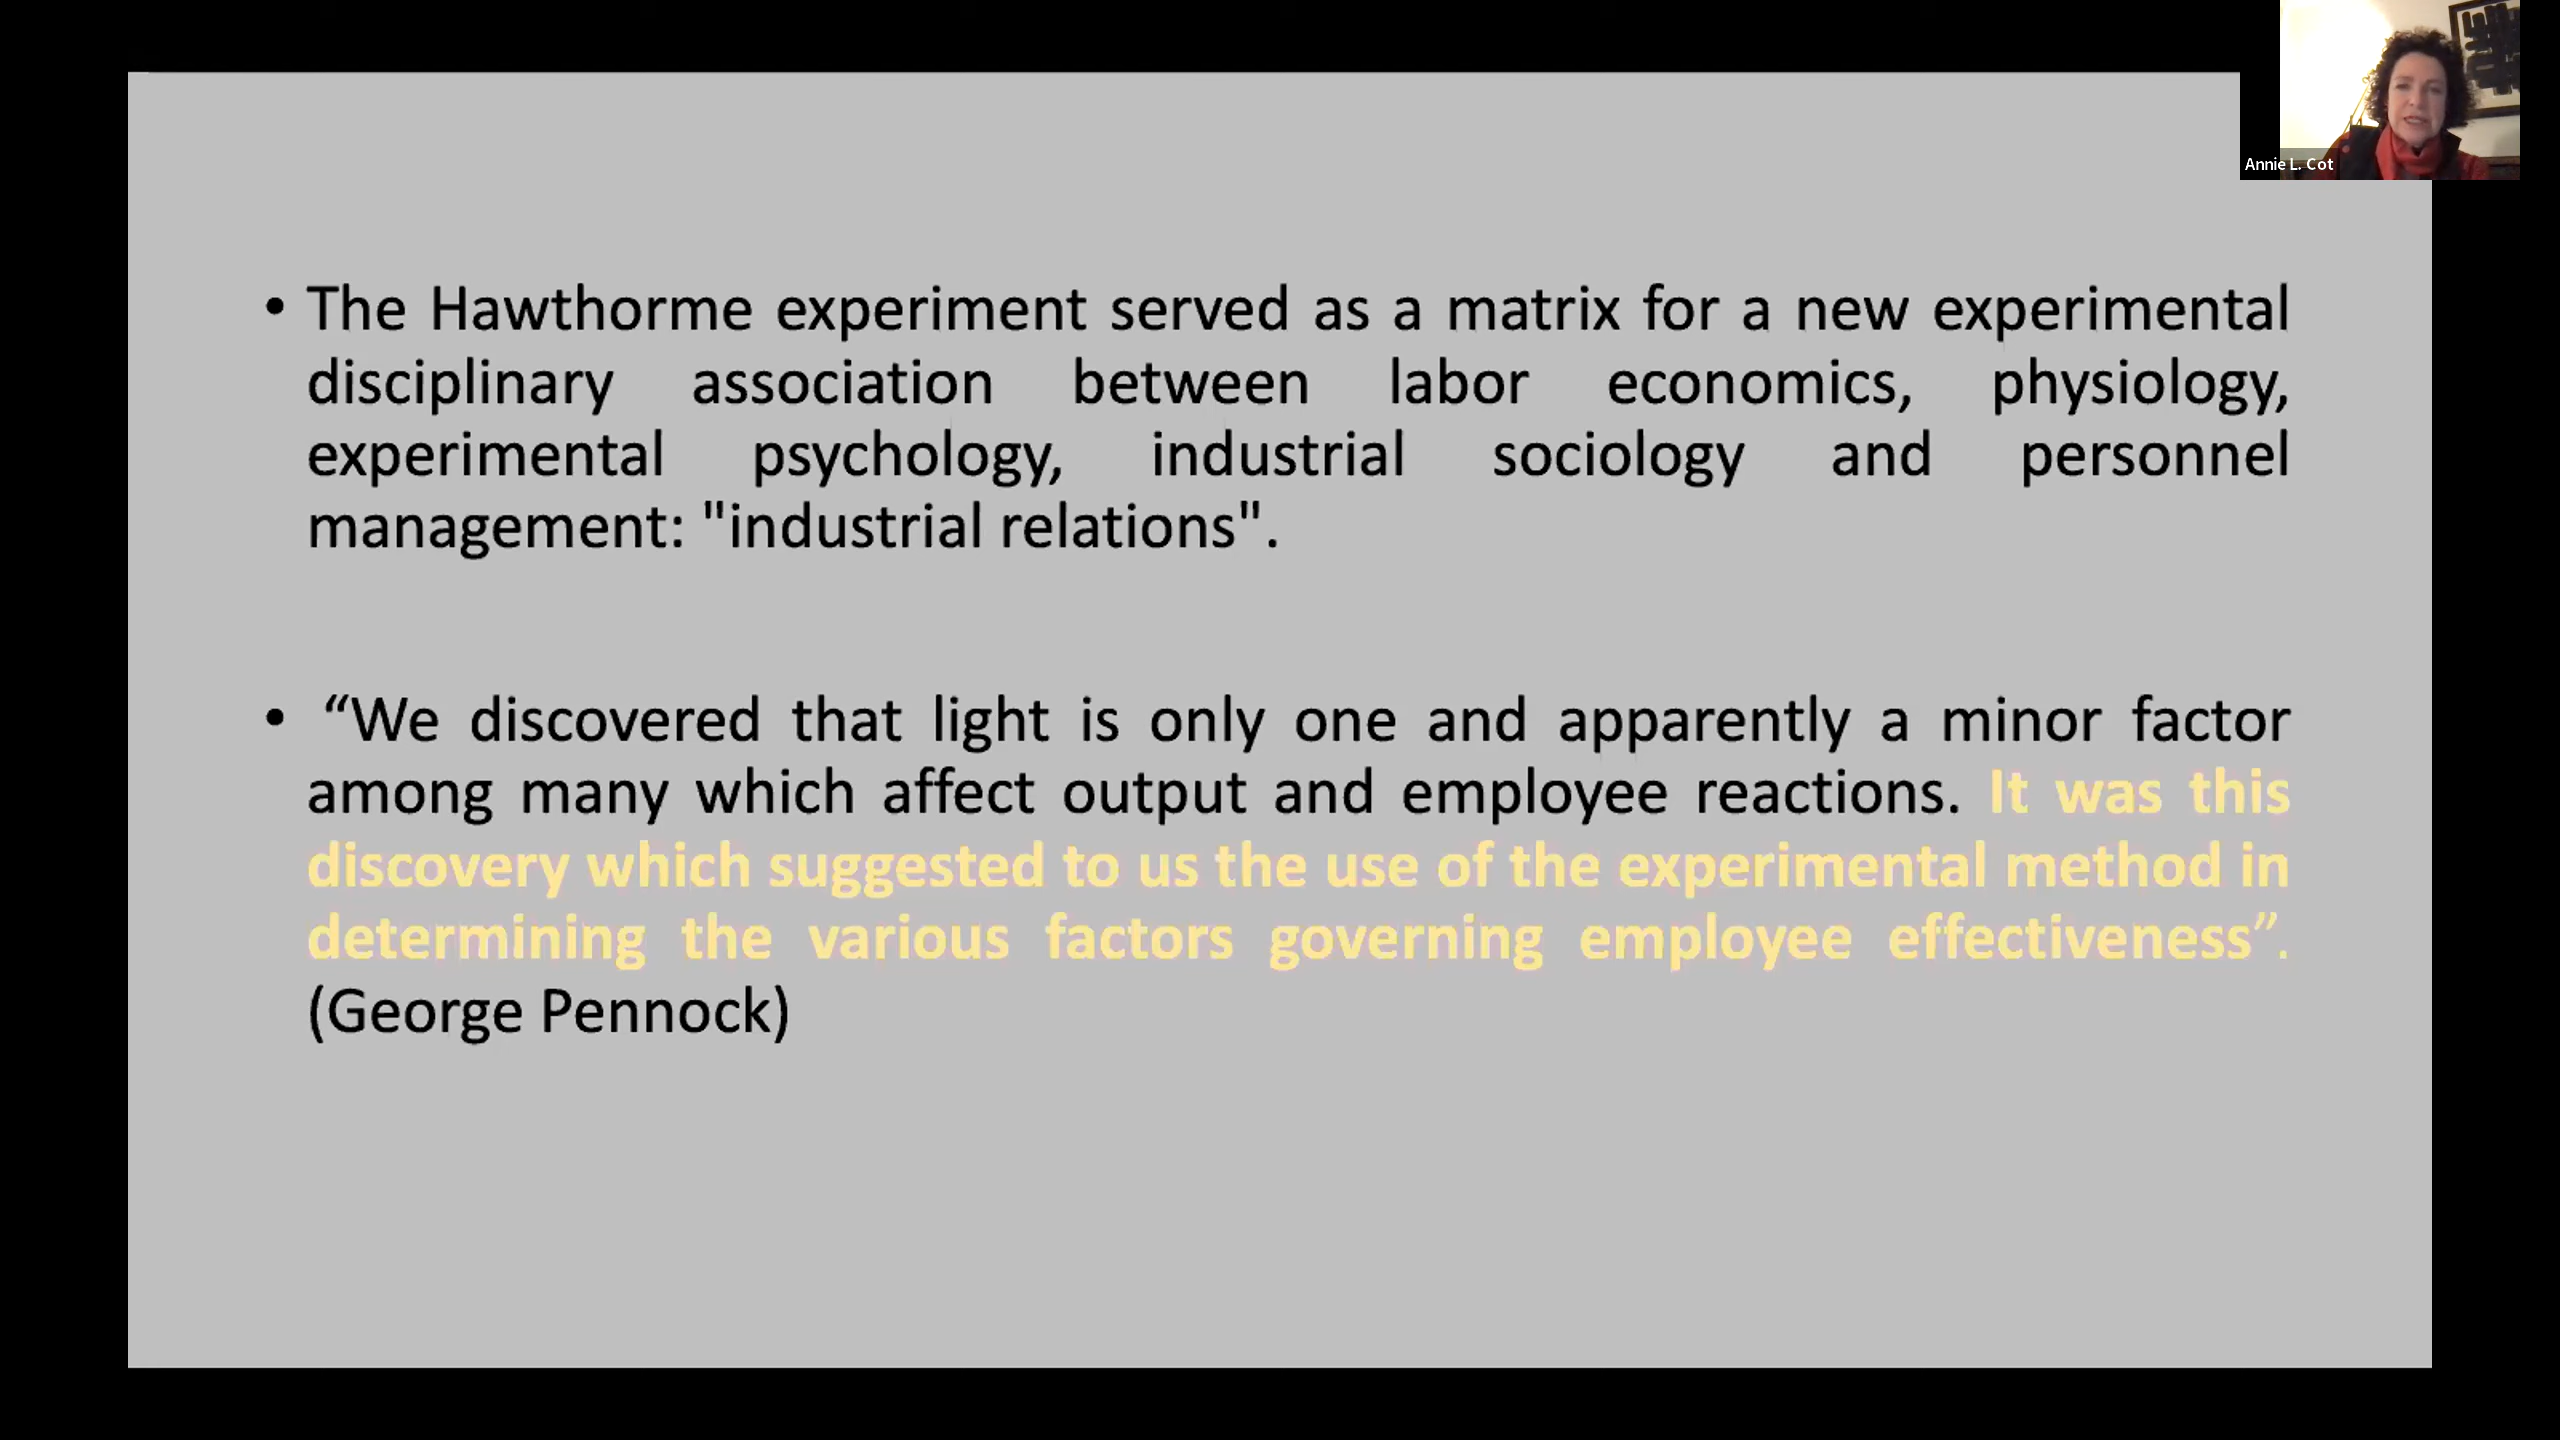 Annie L. Cot
• The Hawthorme experiment served as a matrix for a new experimental
disciplinary association between labor economics, physiology,
experimental psychology, industrial sociology and personnel
management: "industrial relations".
• “We discovered that light is only one and apparently a minor factor
among many which affect output and employee reactions. It was this
discovery which suggested to us the use of the experimental method in
determining the various factors governing employee effectiveness”.
(George Pennock)